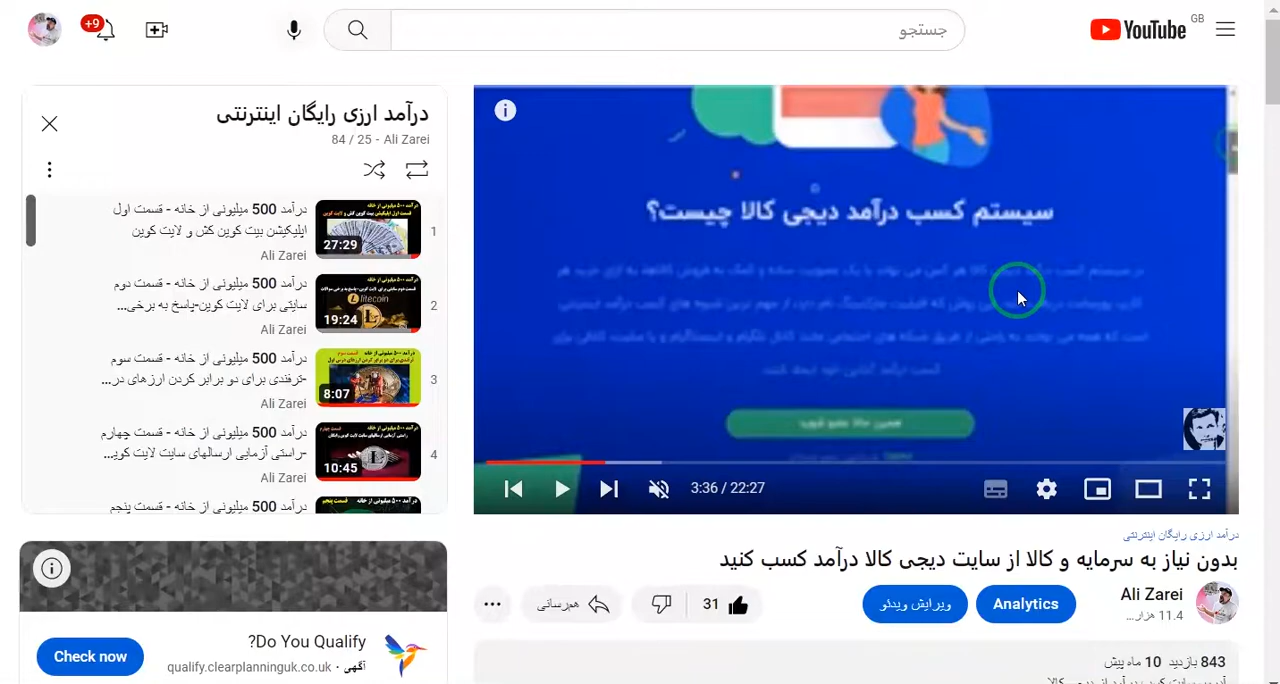 +9
جستجو
YouTube GB
درآمد ارزی رایگان اینترنتی
84 / 25 - Ali Zarei
درآمد 500 میلیونی از خانه - قسمت اول
اپلیکیشن بیت کوین کش و لایت کوین
Ali Zarei
27:29
1
درآمد 500 میلیونی از خانه - قسمت دوم
سایتی برای لایت کوین-پاسخ به برخی...
Ali Zarei
19:24
2
درآمد 500 میلیونی از خانه - قسمت سوم
-ترفندی برای دو برابر کردن ارزهای در...
Ali Zarei
8:07
3
درآمد 500 میلیونی از خانه - قسمت چهارم
-راستی آزمایی ارسالهای سایت لایت کوی...
Ali Zarei
10:45
4
درآمد 500 میلیونی از خانه - قسمت پنجم
Do You Qualify?
آگهی · qualify.clearplanninguk.co.uk
Check now
سیستم کسب درآمد دیجی کالا چیست؟
همین حالا عضو شوید
3:36 / 22:27
درآمد ارزی رایگان اینترنتی
بدون نیاز به سرمایه و کالا از سایت دیجی کالا درآمد کسب کنید
Ali Zarei
11.4 هزار...
Analytics
ویرایش ویدئو
31
هم‌رسانی
843 بازدید 10 ماه پیش